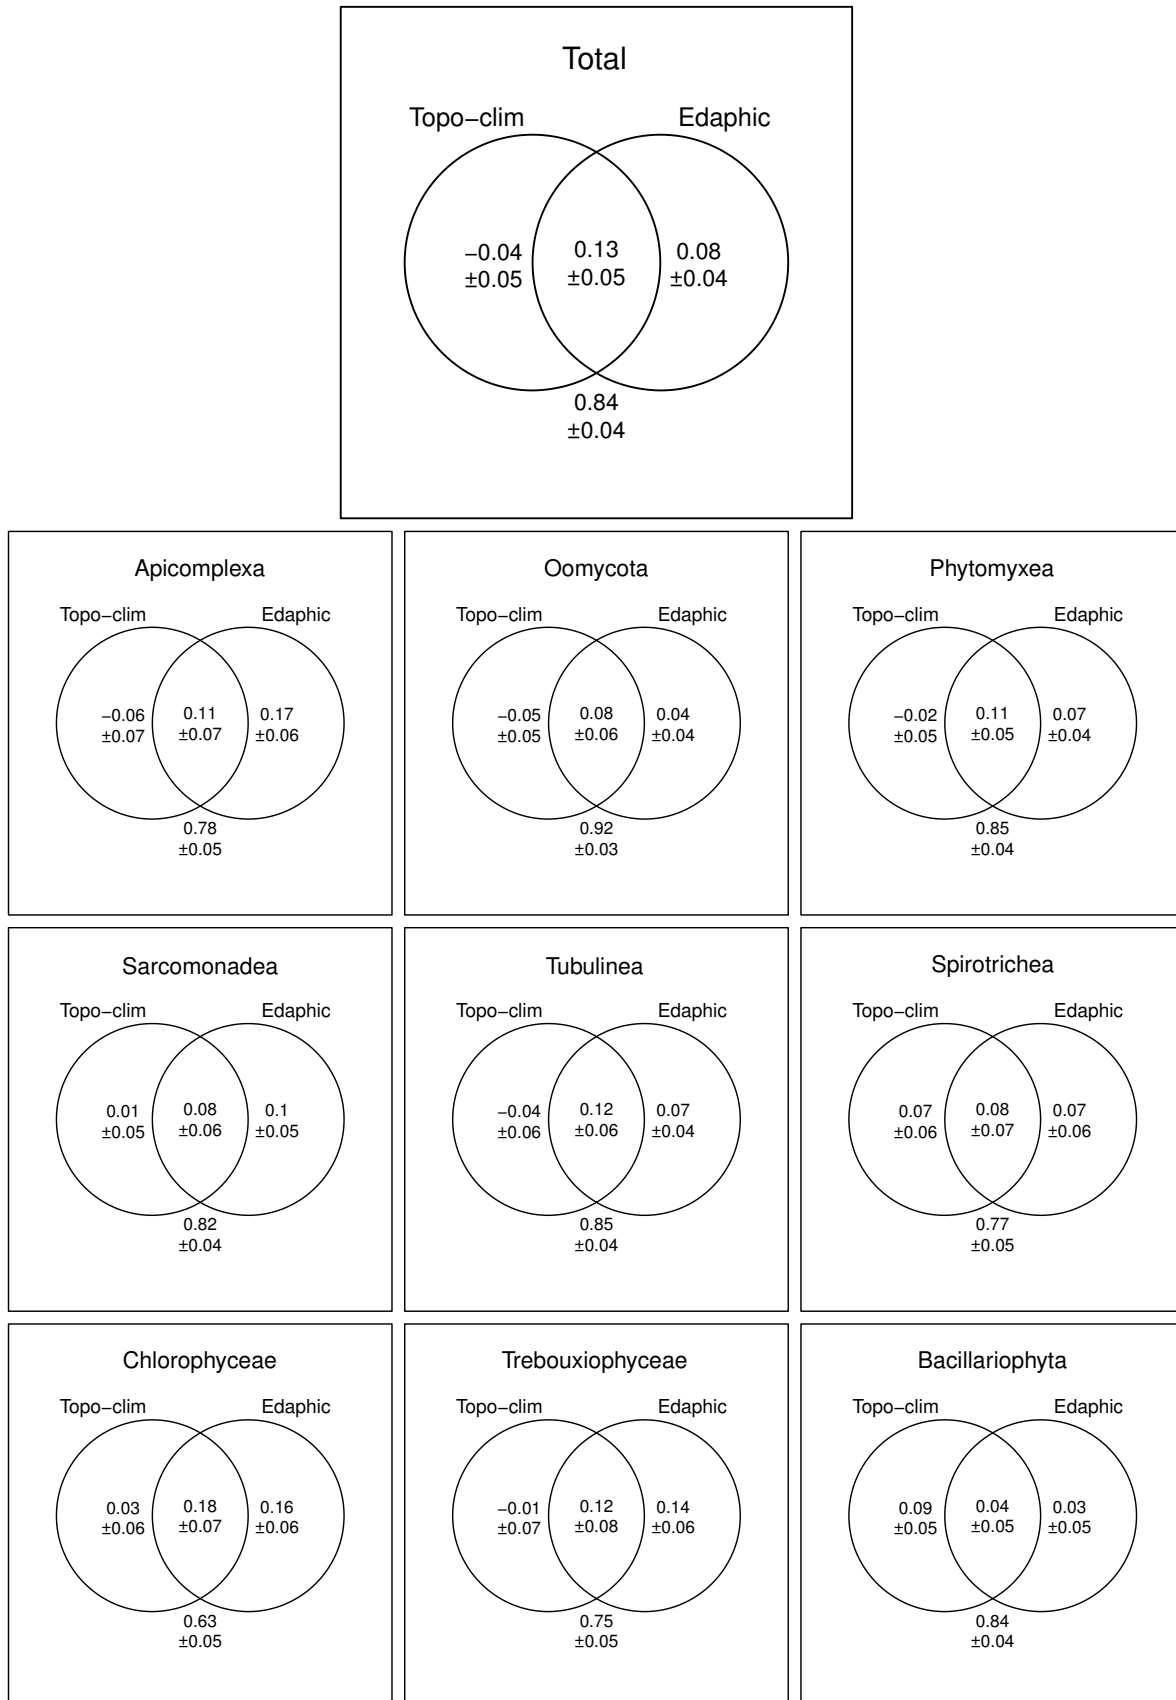 Total
Topo−clim Edaphic
−0.04 0.13 0.08
±0.05 ±0.05 ±0.04
0.84
±0.04
Apicomplexa
Topo−clim Edaphic
−0.06 0.11 0.17
±0.07 ±0.07 ±0.06
0.78
±0.05
Oomycota
Topo−clim Edaphic
−0.05 0.08 0.04
±0.05 ±0.06 ±0.04
0.92
±0.03
Phytomyxea
Topo−clim Edaphic
−0.02 0.11 0.07
±0.05 ±0.05 ±0.04
0.85
±0.04
Sarcomonadea
Topo−clim Edaphic
0.01 0.08 0.1
±0.05 ±0.06 ±0.05
0.82
±0.04
Tubulinea
Topo−clim Edaphic
−0.04 0.12 0.07
±0.06 ±0.06 ±0.04
0.85
±0.04
Spirotrichea
Topo−clim Edaphic
0.07 0.08 0.07
±0.06 ±0.07 ±0.06
0.77
±0.05
Chlorophyceae
Topo−clim Edaphic
0.03 0.18 0.16
±0.06 ±0.07 ±0.06
0.63
±0.05
Trebouxiophyceae
Topo−clim Edaphic
−0.01 0.12 0.14
±0.07 ±0.08 ±0.06
0.75
±0.05
Bacillariophyta
Topo−clim Edaphic
0.09 0.04 0.03
±0.05 ±0.05 ±0.05
0.84
±0.04